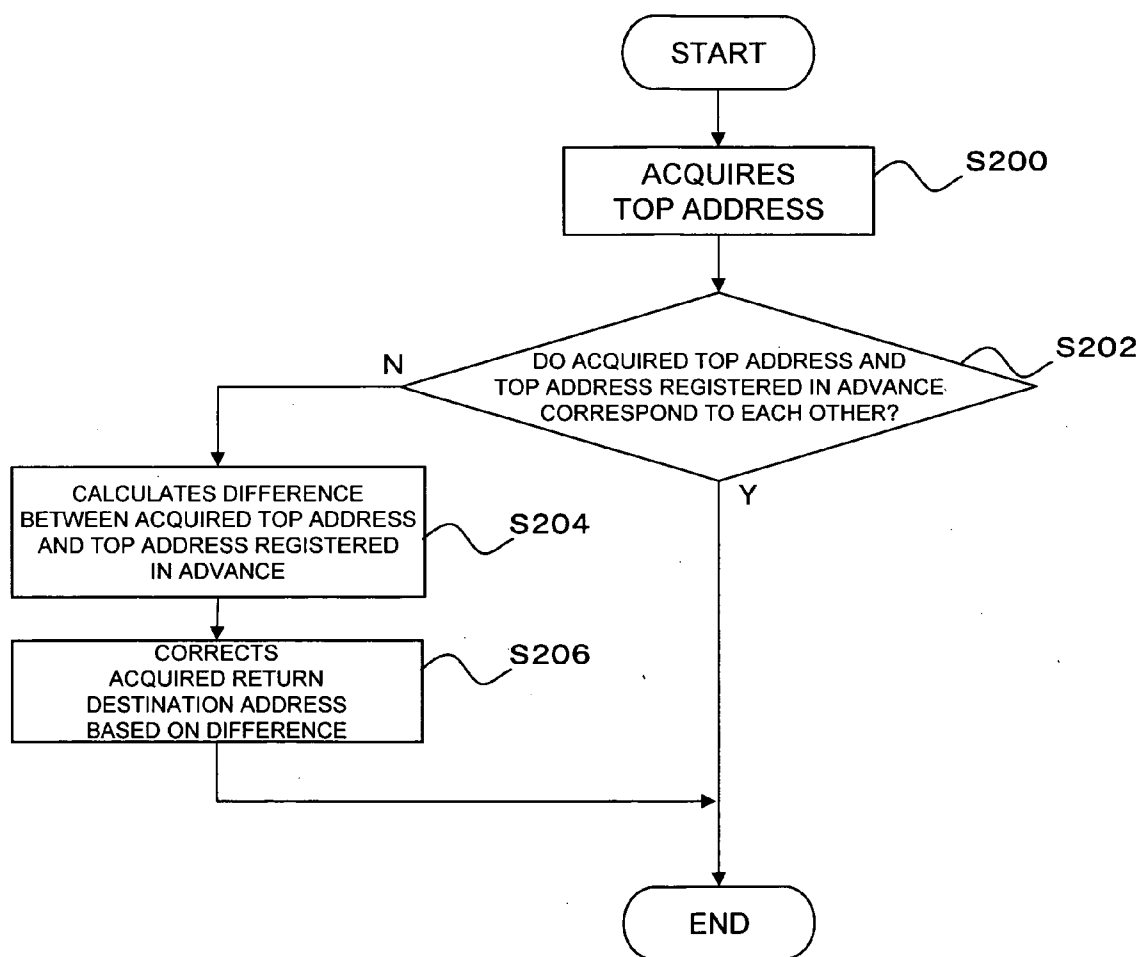 START
ACQUIRES
TOP ADDRESS
S200
DO ACQUIRED TOP ADDRESS AND
TOP ADDRESS REGISTERED IN ADVANCE
CORRESPOND TO EACH OTHER?
S202
N
Y
CALCULATES DIFFERENCE
BETWEEN ACQUIRED TOP ADDRESS
AND TOP ADDRESS REGISTERED
IN ADVANCE
S204
CORRECTS
ACQUIRED RETURN
DESTINATION ADDRESS
BASED ON DIFFERENCE
S206
END